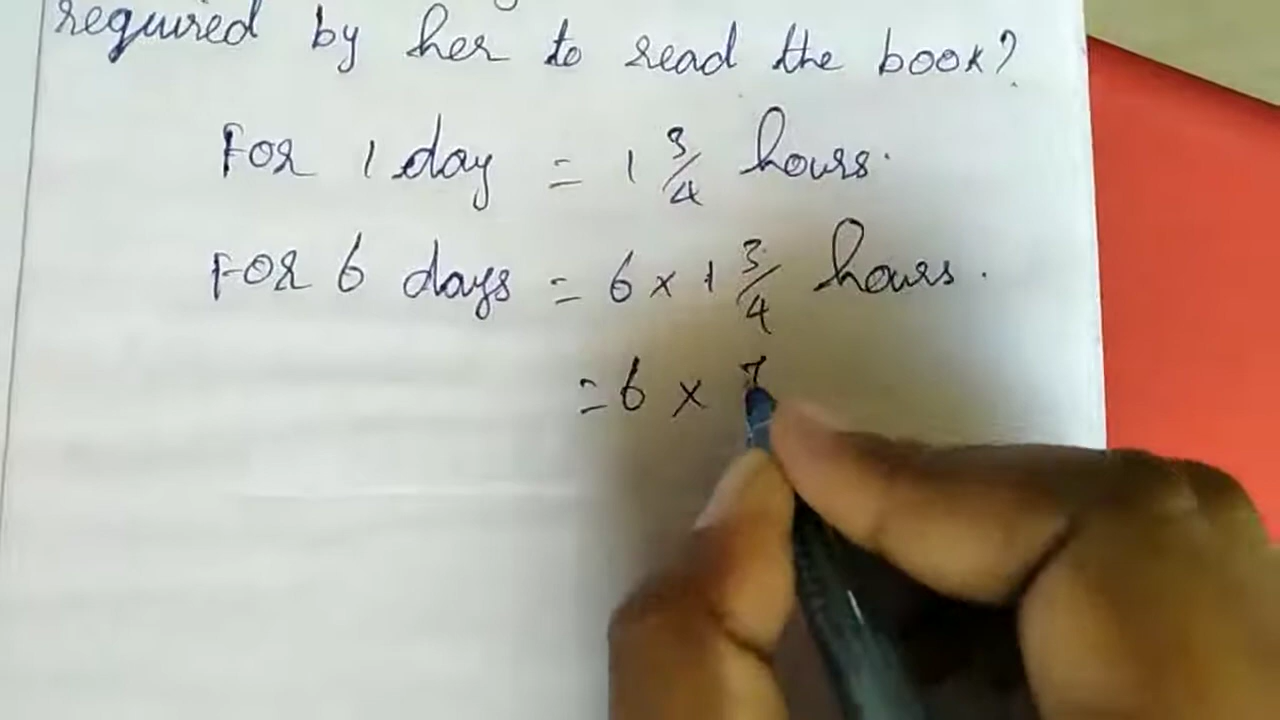 required by her to read the book?
For 1 day = 1 3/4 hours.
For 6 days = 6 x 1 3/4 hours.
= 6 x 7